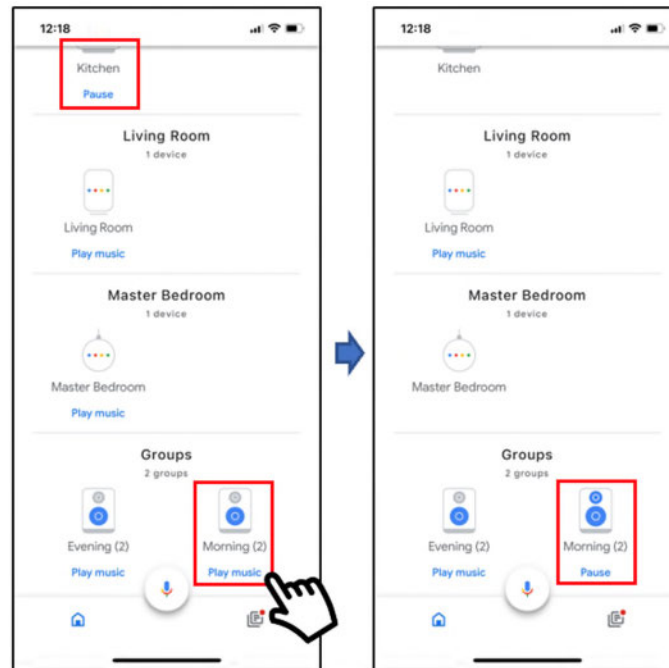 12:18
Kitchen
Pause
Living Room
1 device
Living Room
Play music
Master Bedroom
1 device
Master Bedroom
Play music
Groups
2 groups
Evening (2)
Morning (2)
Play music
Play music
12:18
Kitchen
Living Room
1 device
Living Room
Play music
Master Bedroom
1 device
Master Bedroom
Groups
2 groups
Evening (2)
Morning (2)
Play music
Pause